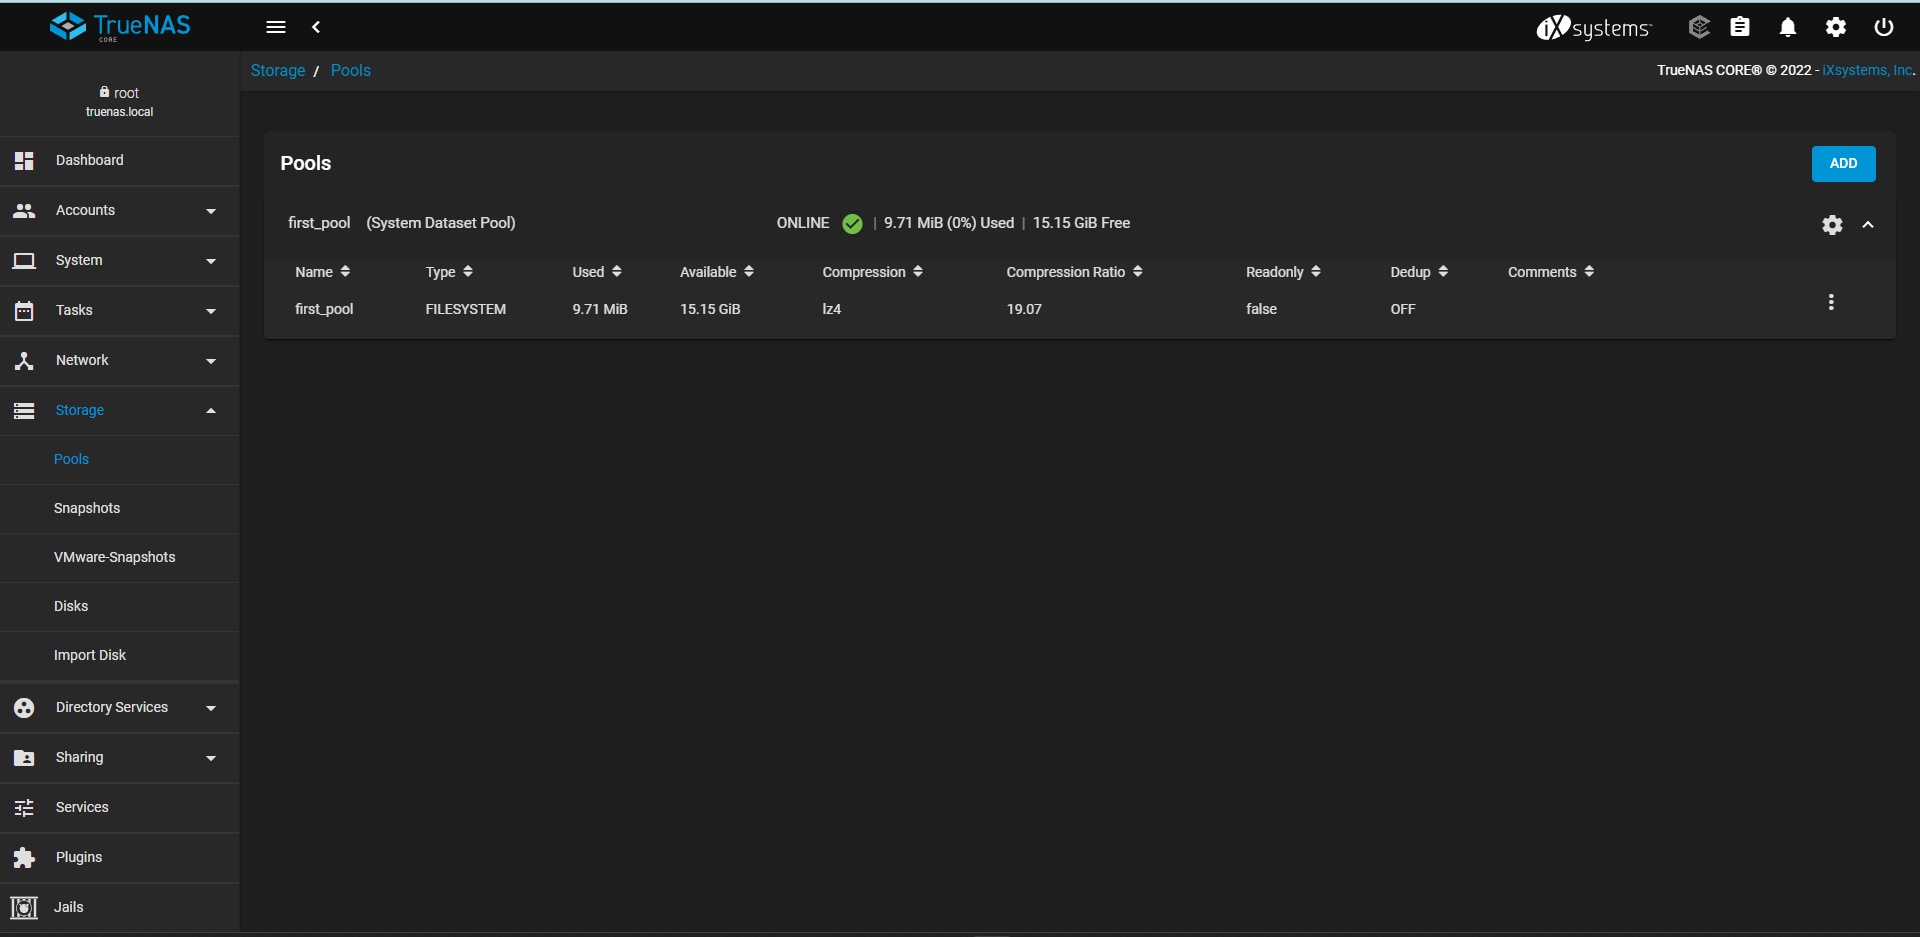 TrueNAS
CORE
iXsystems™
root
truenas.local
Storage / Pools
TrueNAS CORE® © 2022 - iXsystems, Inc.
Dashboard
Accounts
System
Tasks
Network
Storage
Pools
Snapshots
VMware-Snapshots
Disks
Import Disk
Directory Services
Sharing
Services
Plugins
Jails
Pools
ADD
first_pool (System Dataset Pool) ONLINE | 9.71 MiB (0%) Used | 15.15 GiB Free
Name Type Used Available Compression Compression Ratio Readonly Dedup Comments
first_pool FILESYSTEM 9.71 MiB 15.15 GiB lz4 19.07 false OFF